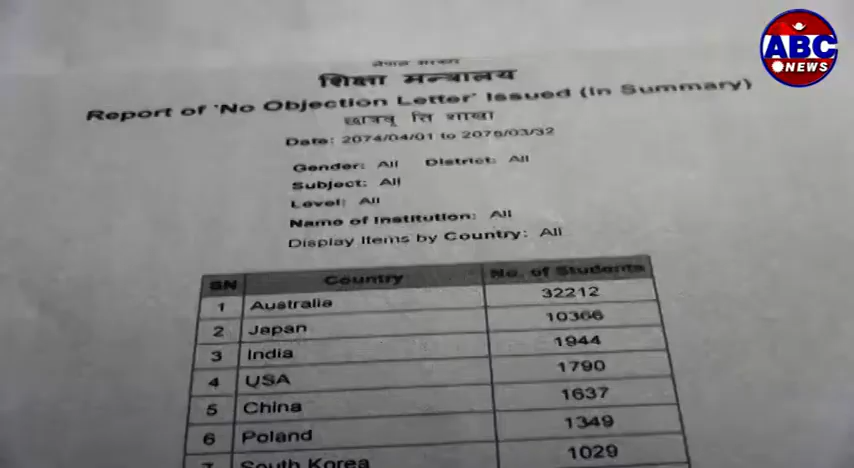 ABC
NEWS
नेपाल सरकार
शिक्षा मन्त्रालय
Report of 'No Objection Letter' Issued (In Summary)
छात्रवृत्ति शाखा
Date: 2074/04/01 to 2075/03/32
Gender: All District: All
Subject: All
Level: All
Name of Institution: All
Display Items by Country: All
SN Country No. of Students
1 Australia 32212
2 Japan 10366
3 India 1944
4 USA 1790
5 China 1637
6 Poland 1349
7 South Korea 1029